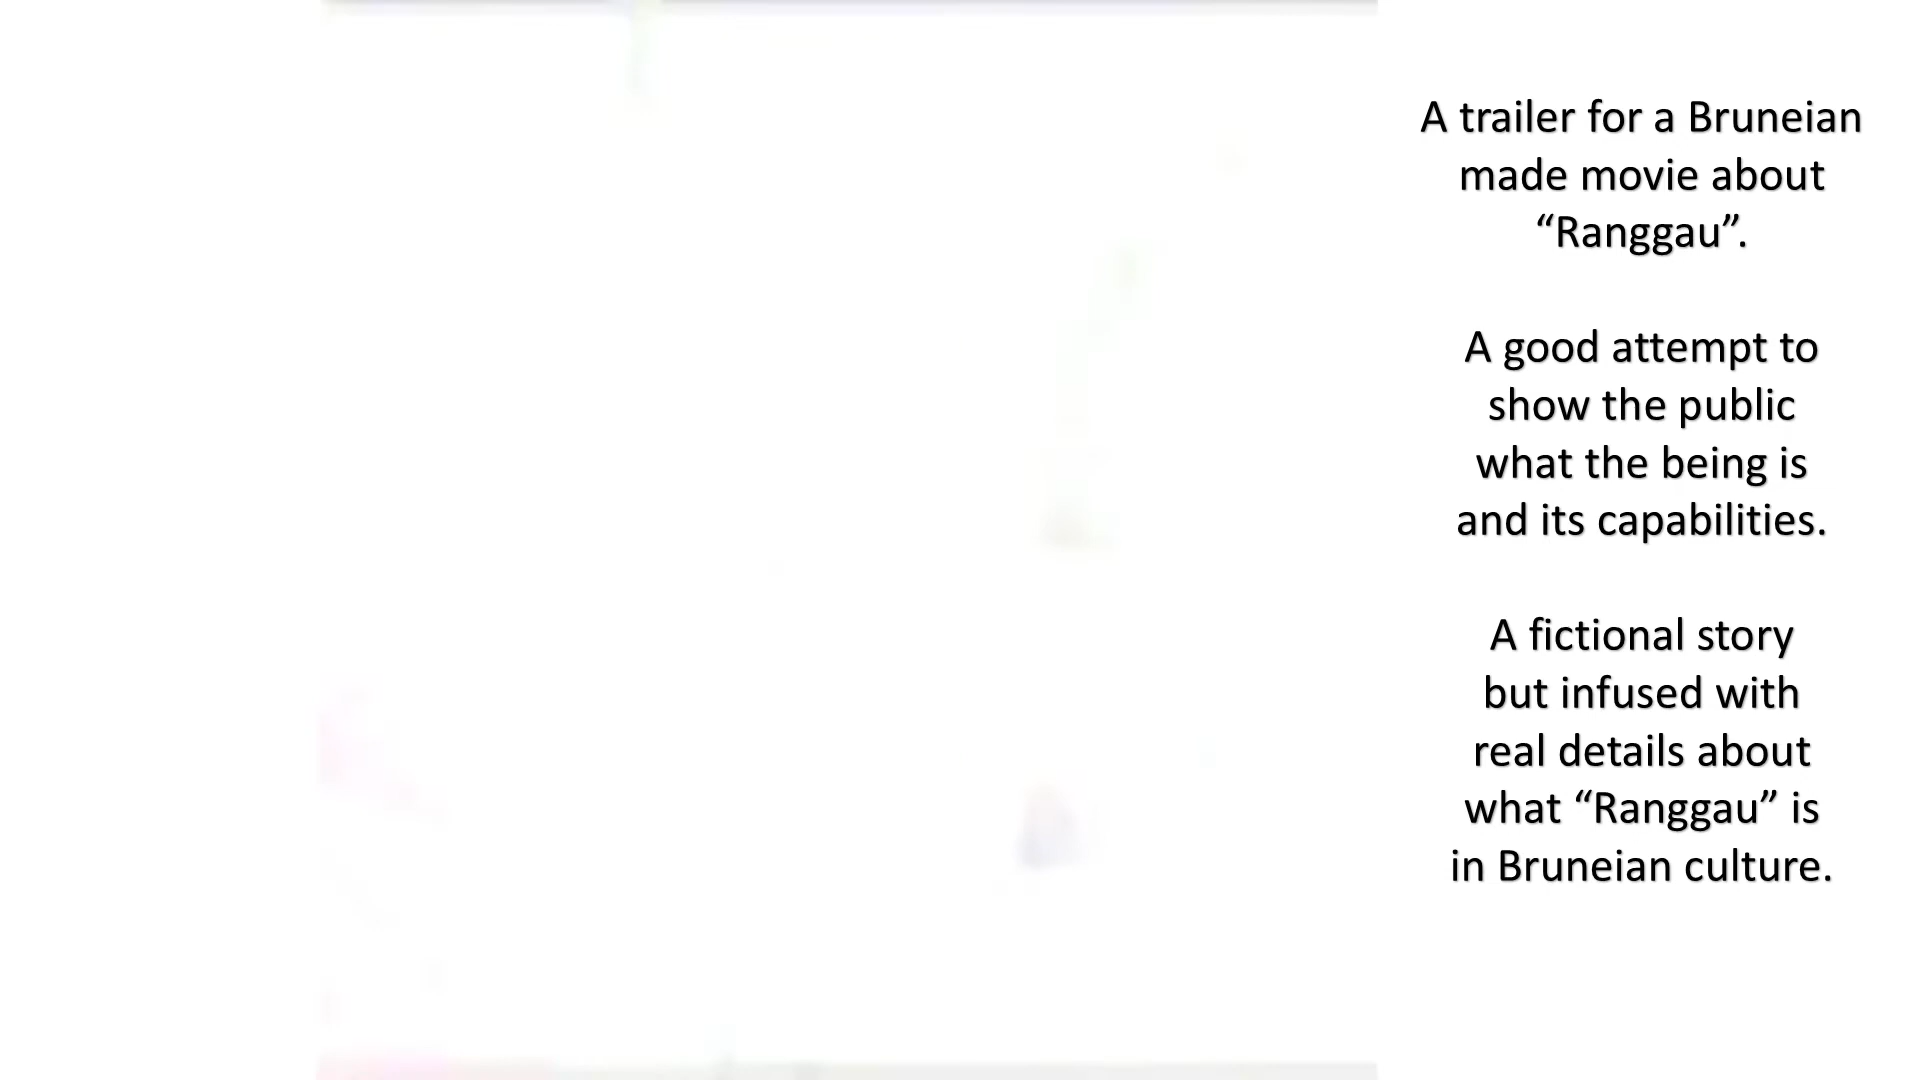 A trailer for a Bruneian
made movie about
“Ranggau”.
A good attempt to
show the public
what the being is
and its capabilities.
A fictional story
but infused with
real details about
what “Ranggau” is
in Bruneian culture.